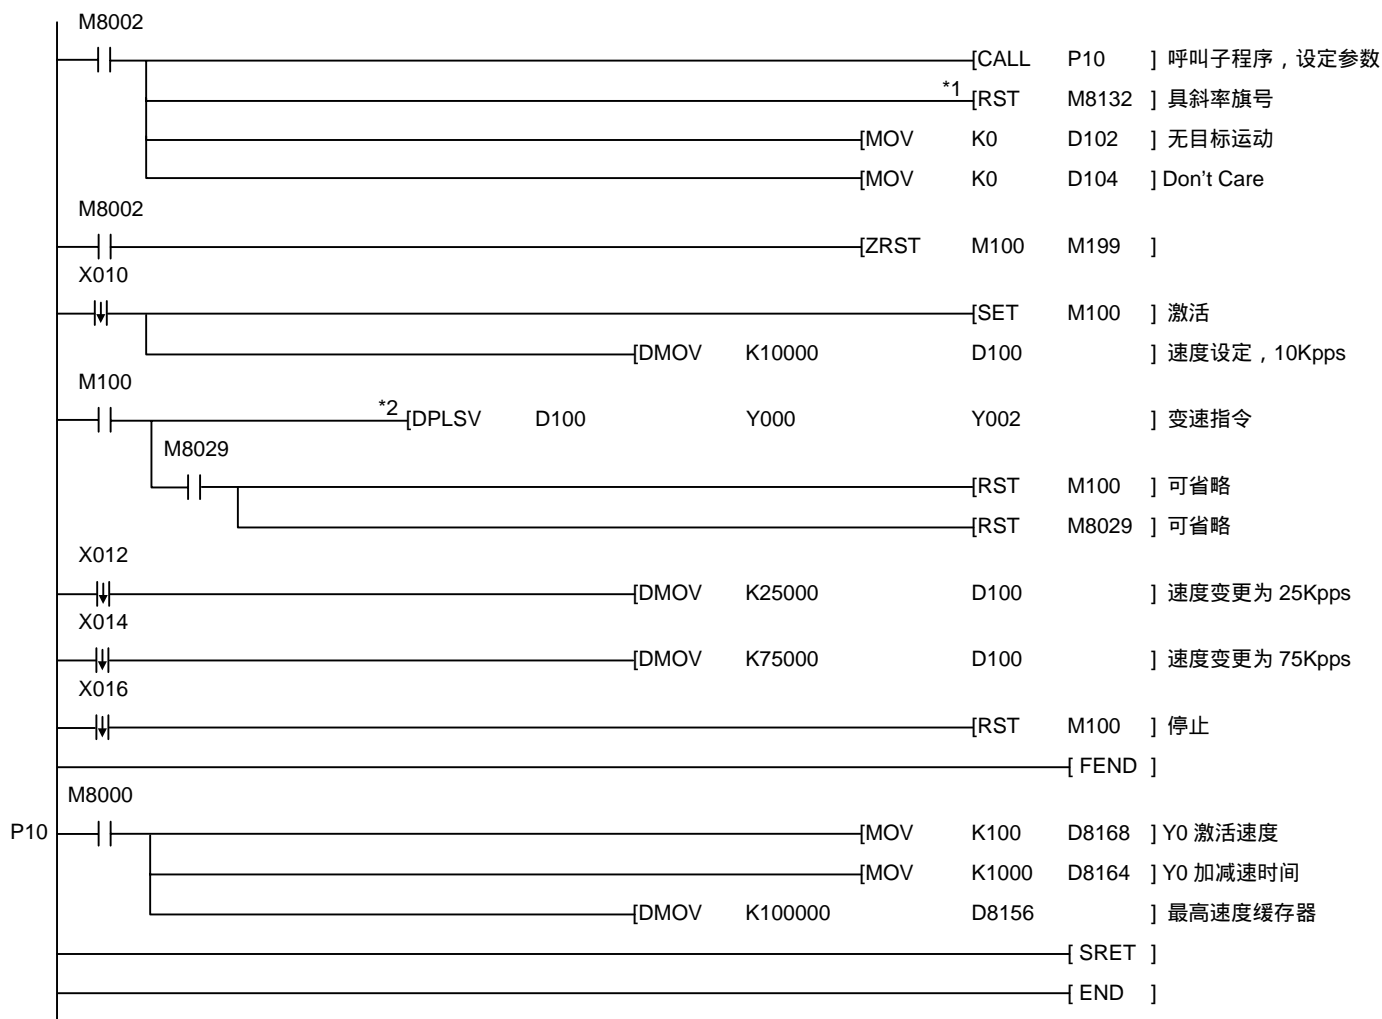 M8002
[CALL P10 ] 呼叫子程序，设定参数
*1 [RST M8132 ] 具斜率旗号
[MOV K0 D102 ] 无目标运动
[MOV K0 D104 ] Don't Care
M8002
[ZRST M100 M199 ]
X010
[SET M100 ] 激活
[DMOV K10000 D100 ] 速度设定，10Kpps
M100
*2 [DPLSV D100 Y000 Y002 ] 变速指令
M8029
[RST M100 ] 可省略
[RST M8029 ] 可省略
X012
[DMOV K25000 D100 ] 速度变更为 25Kpps
X014
[DMOV K75000 D100 ] 速度变更为 75Kpps
X016
[RST M100 ] 停止
[ FEND ]
M8000
P10 [MOV K100 D8168 ] Y0 激活速度
[MOV K1000 D8164 ] Y0 加减速时间
[DMOV K100000 D8156 ] 最高速度缓存器
[ SRET ]
[ END ]